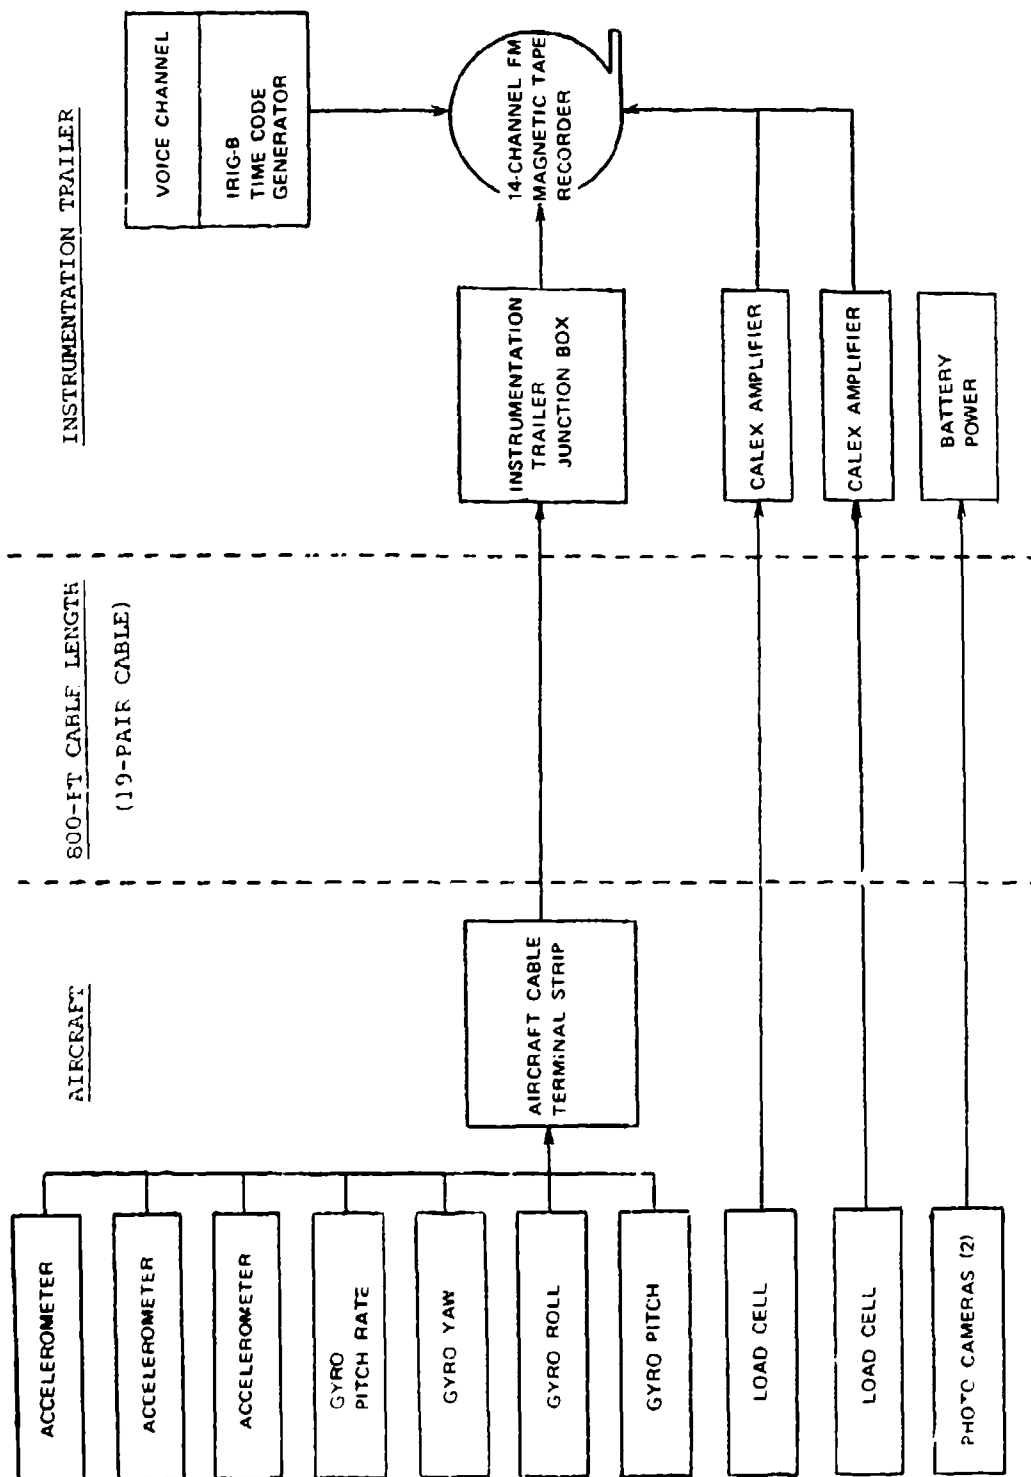 AIRCRAFT
800-FT CABLE LENGTH
(19-PAIR CABLE)
INSTRUMENTATION TRAILER
ACCELEROMETER
ACCELEROMETER
ACCELEROMETER
GYRO
PITCH RATE
GYRO YAW
GYRO ROLL
GYRO PITCH
LOAD CELL
LOAD CELL
PHOTO CAMERAS (2)
AIRCRAFT CABLE
TERMINAL STRIP
INSTRUMENTATION
TRAILER
JUNCTION BOX
CALEX AMPLIFIER
CALEX AMPLIFIER
BATTERY
POWER
VOICE CHANNEL
IRIG-B
TIME CODE
GENERATOR
14-CHANNEL FM
MAGNETIC TAPE
RECORDER